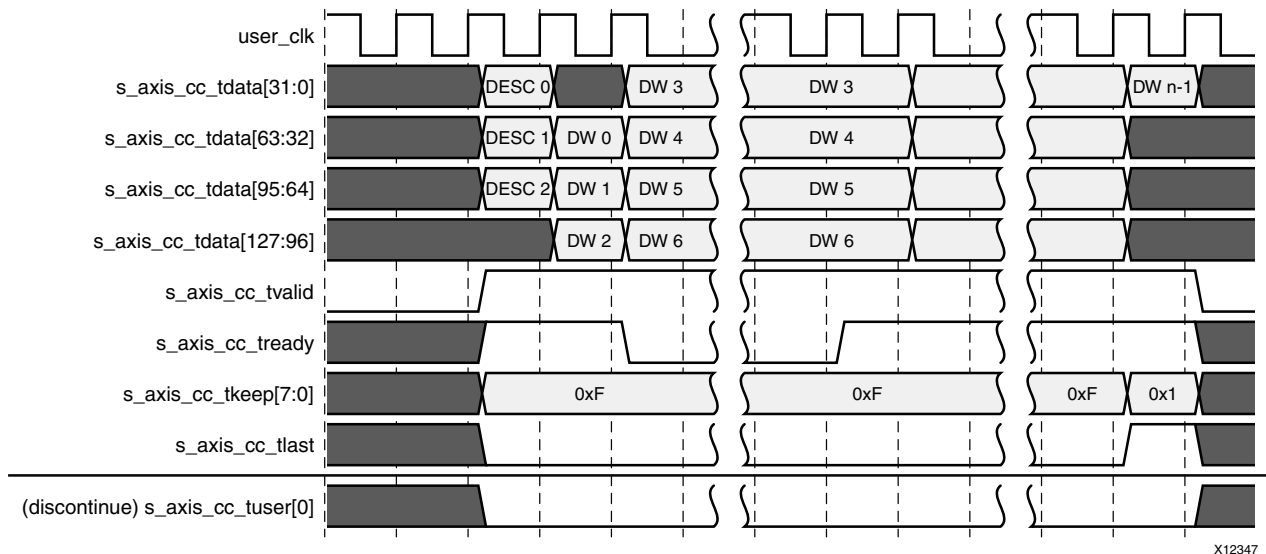 user_clk
s_axis_cc_tdata[31:0] DESC 0 DW 3 DW 3 DW n-1
s_axis_cc_tdata[63:32] DESC 1 DW 0 DW 4 DW 4
s_axis_cc_tdata[95:64] DESC 2 DW 1 DW 5 DW 5
s_axis_cc_tdata[127:96] DW 2 DW 6 DW 6
s_axis_cc_tvalid
s_axis_cc_tready
s_axis_cc_tkeep[7:0] 0xF 0xF 0xF 0x1
s_axis_cc_tlast
(discontinue) s_axis_cc_tuser[0]
X12347